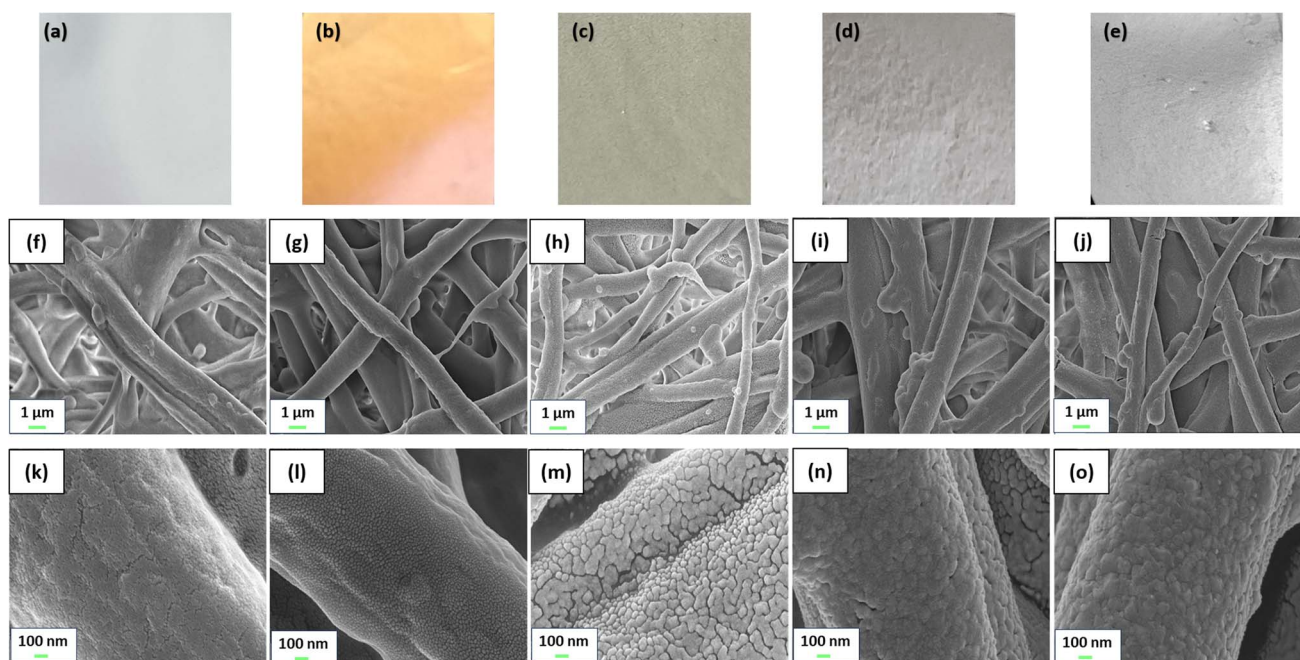 (a)
(b)
(c)
(d)
(e)
(f)
(g)
(h)
(i)
(j)
1 µm
1 µm
1 µm
1 µm
1 µm
(k)
(l)
(m)
(n)
(o)
100 nm
100 nm
100 nm
100 nm
100 nm